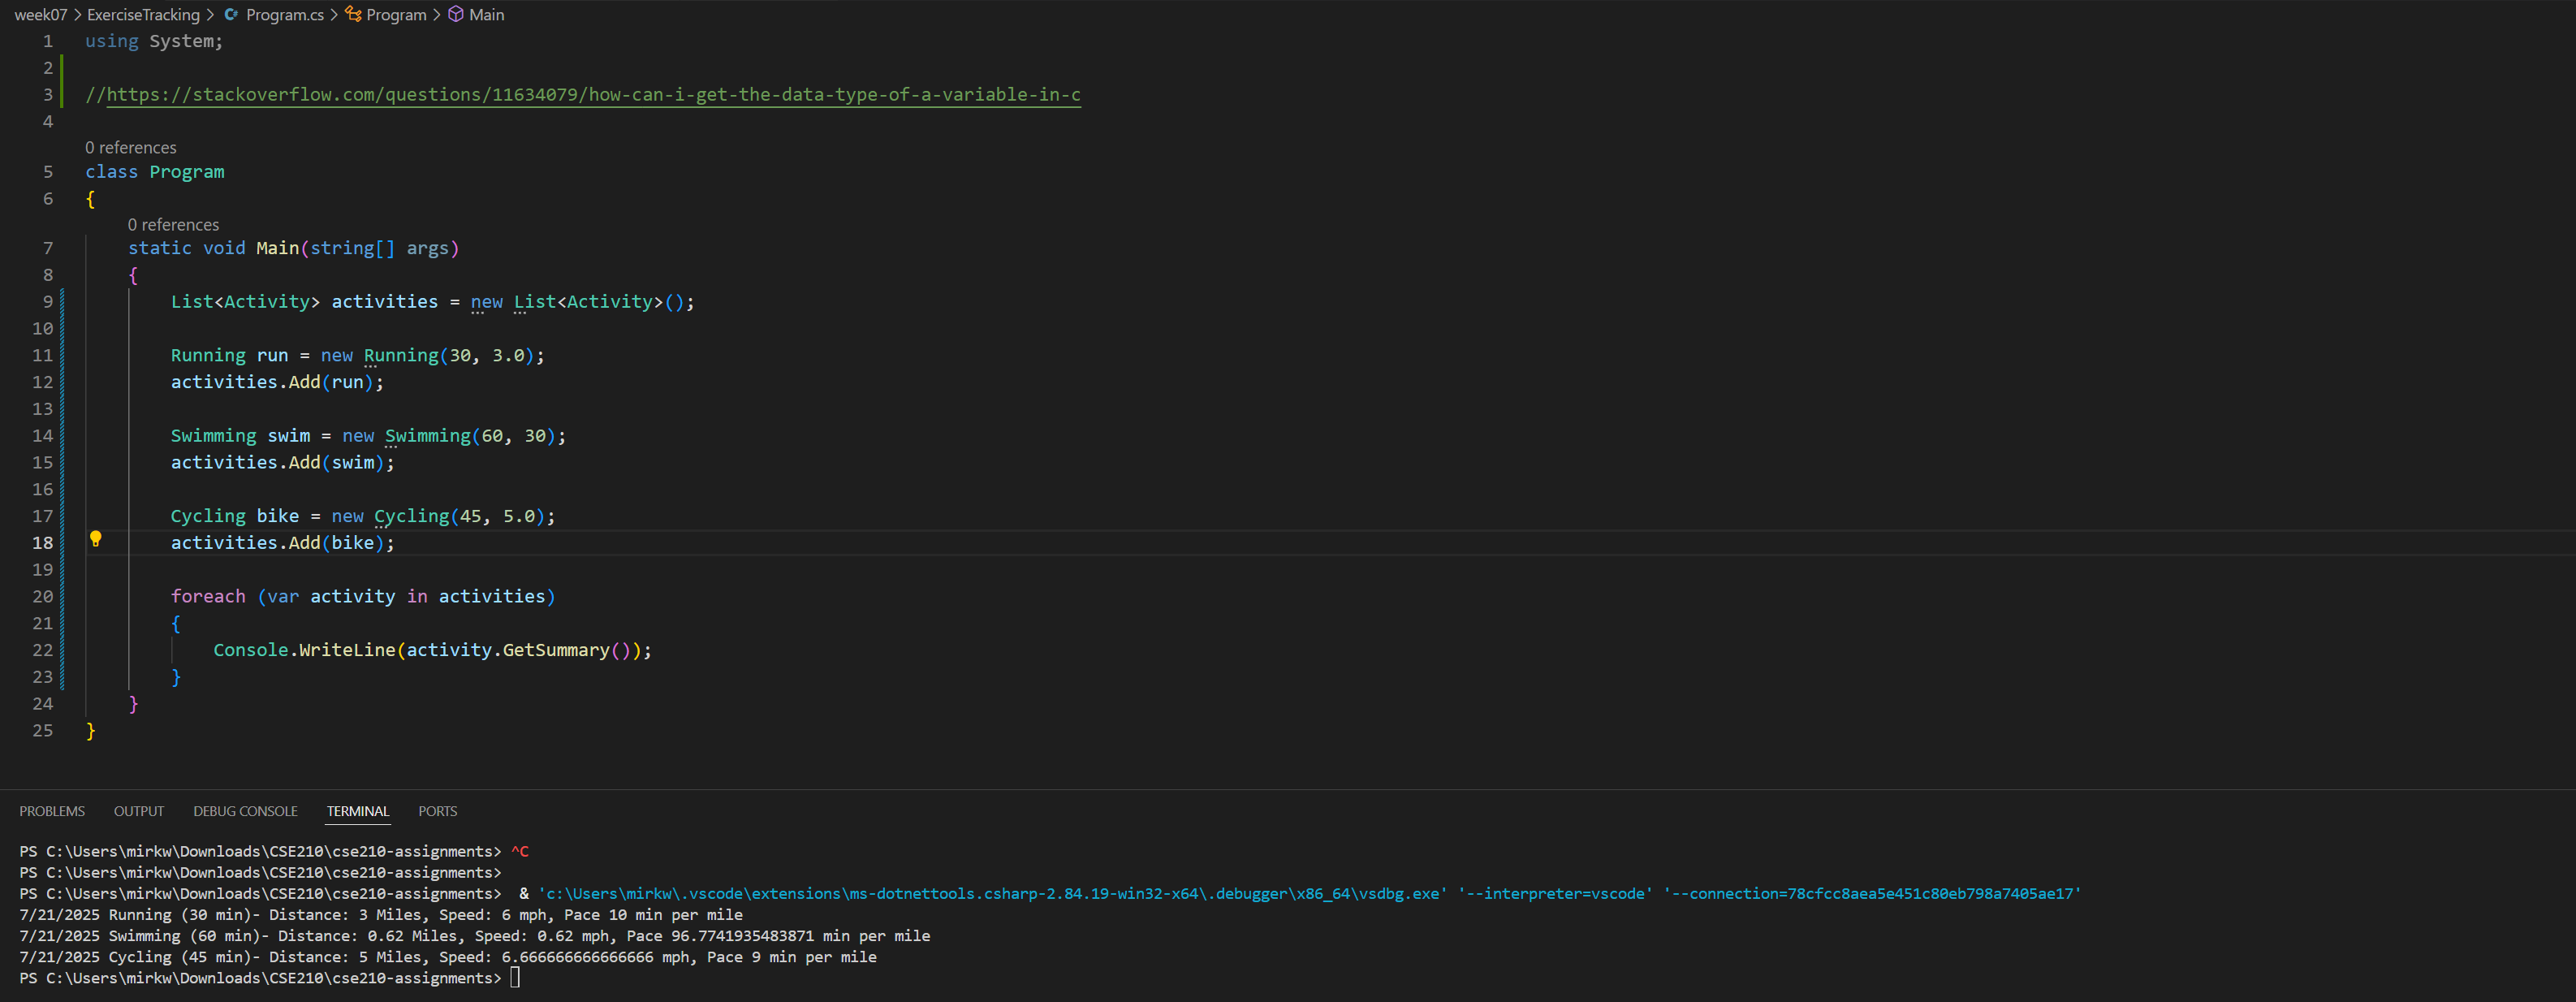 week07 > ExerciseTracking > Program.cs > Program > Main
1 using System;
2
3 //https://stackoverflow.com/questions/11634079/how-can-i-get-the-data-type-of-a-variable-in-c
4
0 references
5 class Program
6 {
0 references
7 static void Main(string[] args)
8 {
9 List<Activity> activities = new List<Activity>();
10
11 Running run = new Running(30, 3.0);
12 activities.Add(run);
13
14 Swimming swim = new Swimming(60, 30);
15 activities.Add(swim);
16
17 Cycling bike = new Cycling(45, 5.0);
18 activities.Add(bike);
19
20 foreach (var activity in activities)
21 {
22 Console.WriteLine(activity.GetSummary());
23 }
24 }
25 }
PROBLEMS OUTPUT DEBUG CONSOLE TERMINAL PORTS
PS C:\Users\mirkw\Downloads\CSE210\cse210-assignments> ^C
PS C:\Users\mirkw\Downloads\CSE210\cse210-assignments>
PS C:\Users\mirkw\Downloads\CSE210\cse210-assignments> & 'c:\Users\mirkw\.vscode\extensions\ms-dotnettools.csharp-2.84.19-win32-x64\.debugger\x86_64\vsdbg.exe' '--interpreter=vscode' '--connection=78cfcc8aea5e451c80eb798a7405ae17'
7/21/2025 Running (30 min)- Distance: 3 Miles, Speed: 6 mph, Pace 10 min per mile
7/21/2025 Swimming (60 min)- Distance: 0.62 Miles, Speed: 0.62 mph, Pace 96.7741935483871 min per mile
7/21/2025 Cycling (45 min)- Distance: 5 Miles, Speed: 6.666666666666666 mph, Pace 9 min per mile
PS C:\Users\mirkw\Downloads\CSE210\cse210-assignments>